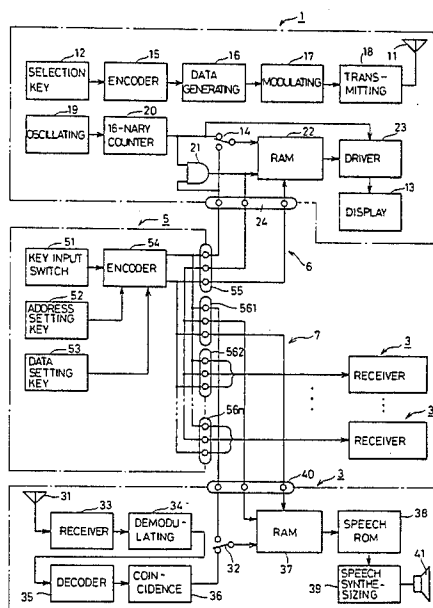 1
12 15 16 17 18 11
SELECTION KEY
ENCODER
DATA GENERATING
MODULATING
TRANS-MITTING
19 20 14 22 23
OSCILLATING
16-NARY COUNTER
21
RAM
DRIVER
DISPLAY
13
24
5
6
51 54
KEY INPUT SWITCH
ENCODER
55
52
ADDRESS SETTING KEY
561
53
7
DATA SETTING KEY
562
3
RECEIVER
56n
3
RECEIVER
40
3
31 33 34
38
RECEIVER
DEMODU-LATING
RAM
SPEECH ROM
32
37
41
DECODER
COIN-CIDENCE
SPEECH SYNTHE-SIZING
35 36 39